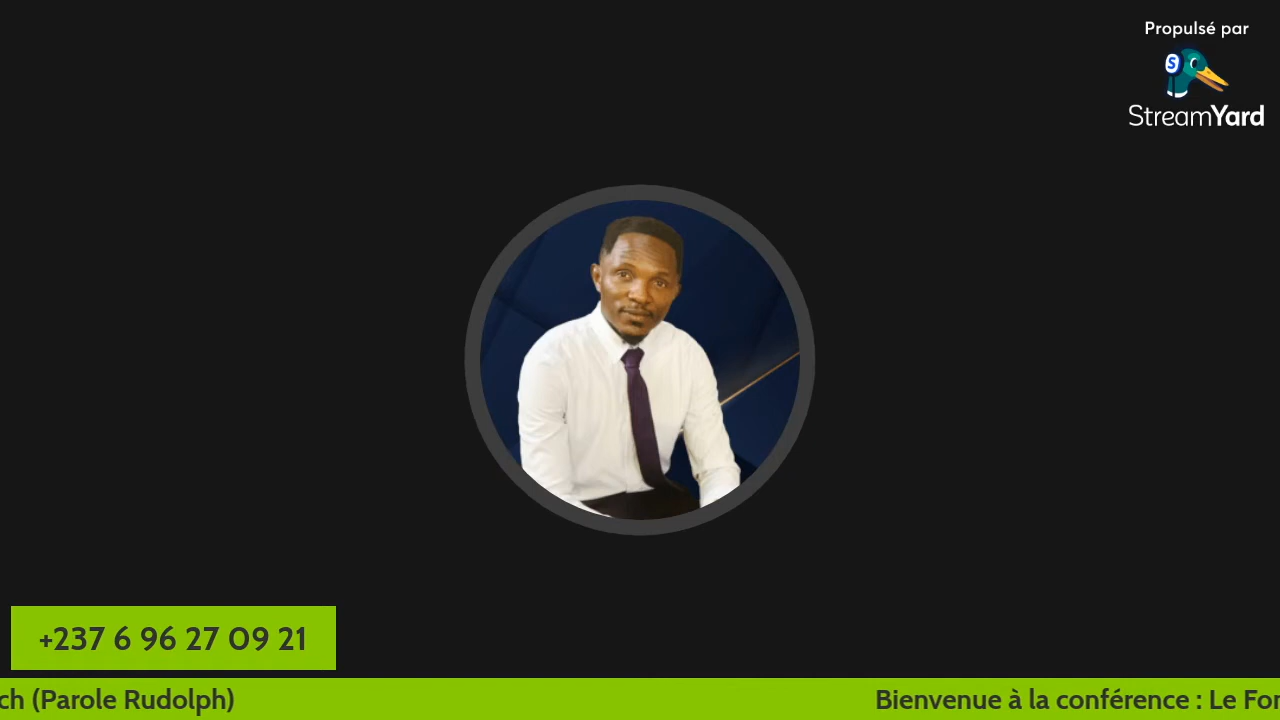 Propulsé par
S
StreamYard
+237 6 96 27 09 21
ch (Parole Rudolph)
Bienvenue à la conférence : Le For